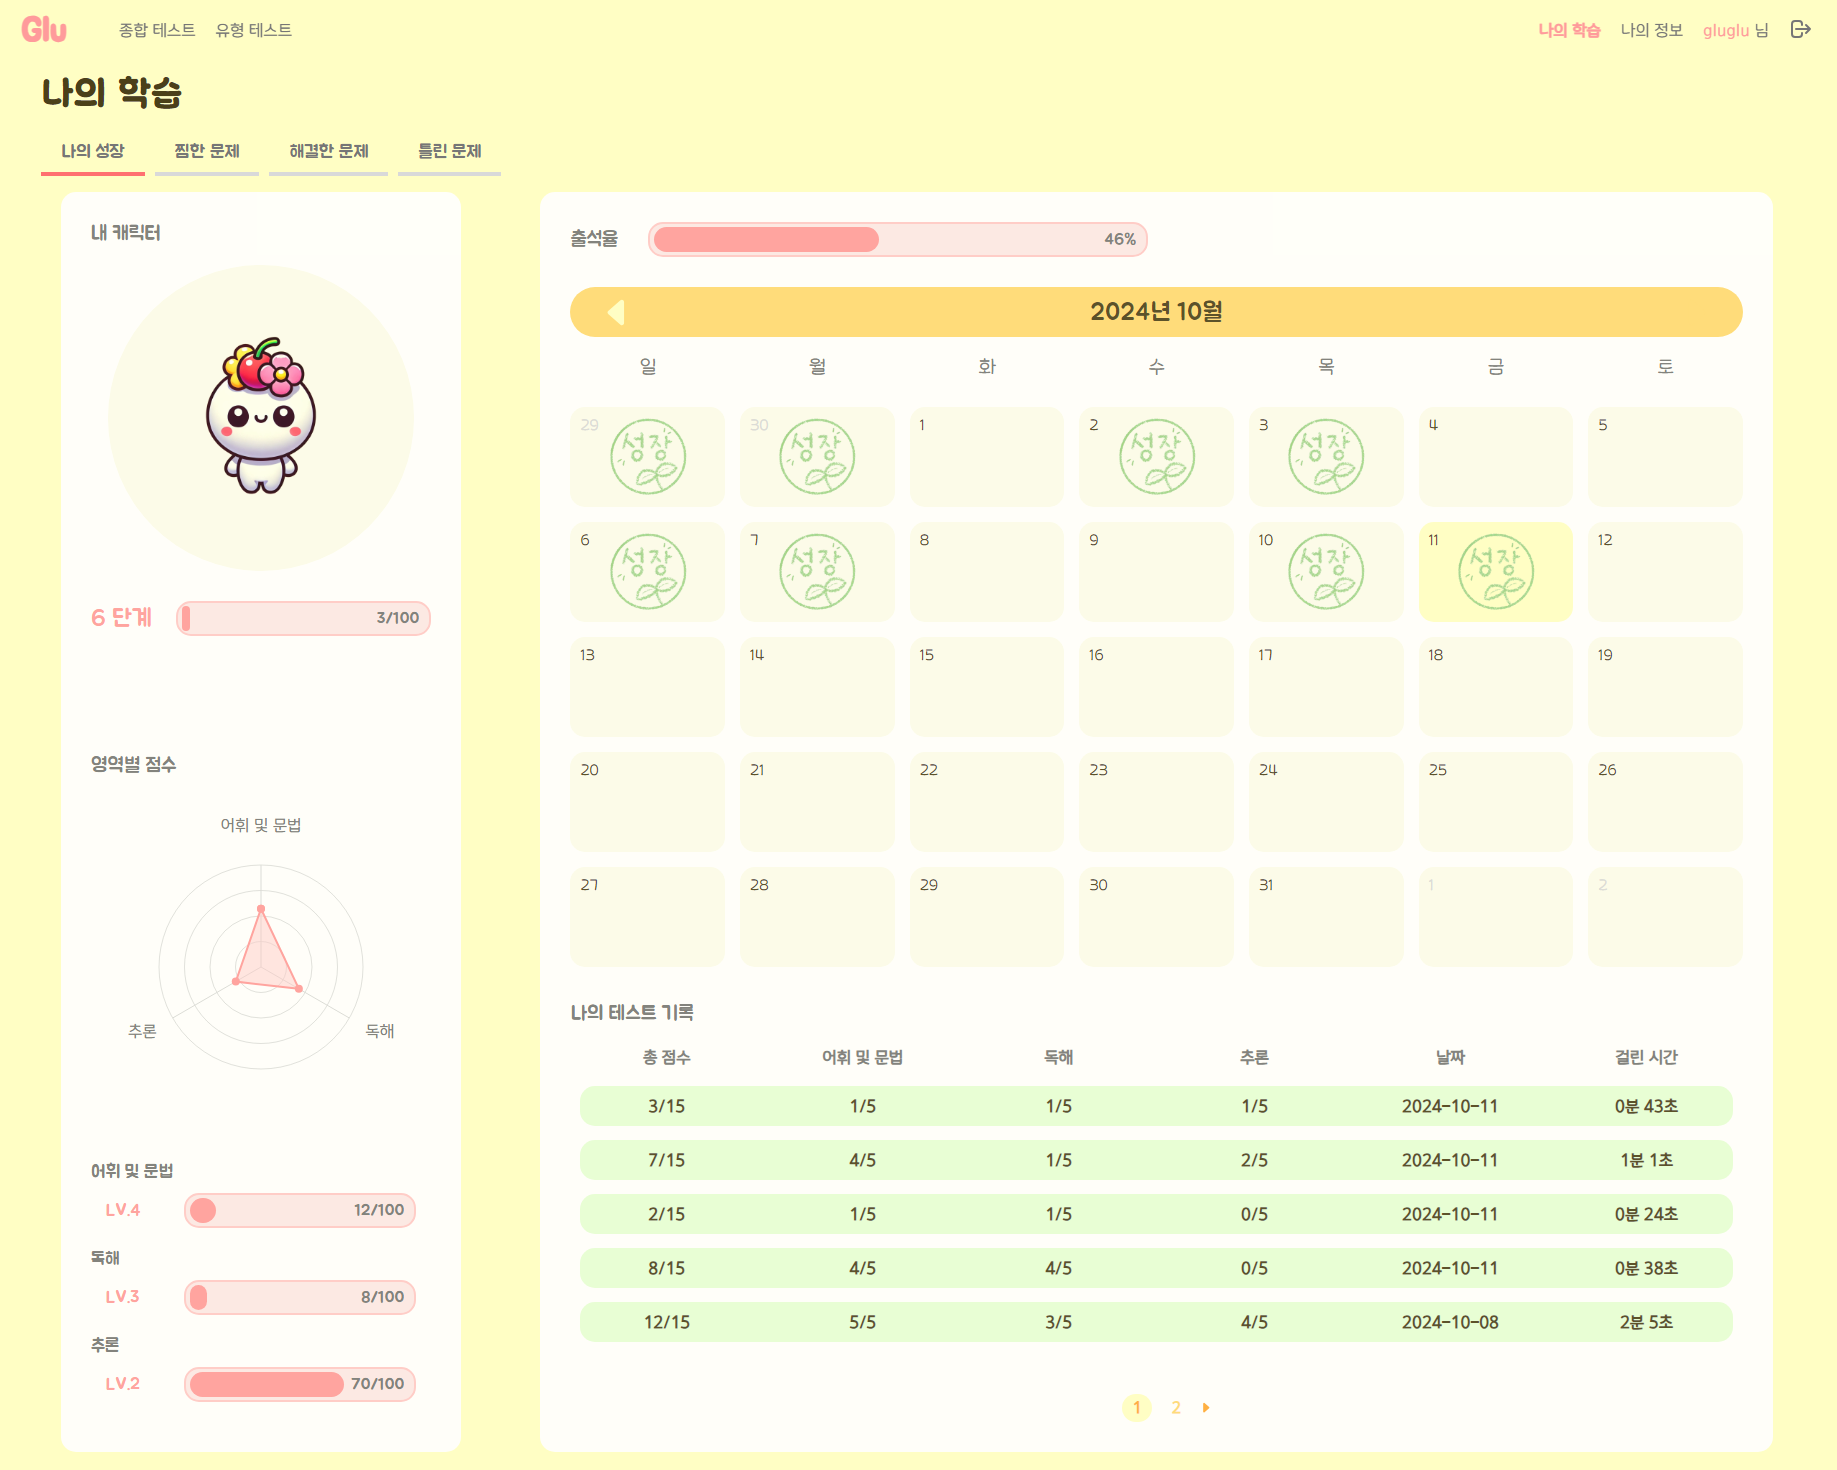 Glu 종합 테스트 유형 테스트 나의 학습 나의 정보 gluglu 님
나의 학습
나의 성장 찜한 문제 해결한 문제 틀린 문제
내 캐릭터
6 단계 3/100
영역별 점수
어휘 및 문법
추론 독해
어휘 및 문법
LV.4 12/100
독해
LV.3 8/100
추론
LV.2 70/100
출석율 46%
2024년 10월
일 월 화 수 목 금 토
29 성장 30 성장 1 2 성장 3 성장 4 5
6 성장 7 성장 8 9 10 성장 11 성장 12
13 14 15 16 17 18 19
20 21 22 23 24 25 26
27 28 29 30 31 1 2
나의 테스트 기록
총 점수 어휘 및 문법 독해 추론 날짜 걸린 시간
3/15 1/5 1/5 1/5 2024-10-11 0분 43초
7/15 4/5 1/5 2/5 2024-10-11 1분 1초
2/15 1/5 1/5 0/5 2024-10-11 0분 24초
8/15 4/5 4/5 0/5 2024-10-11 0분 38초
12/15 5/5 3/5 4/5 2024-10-08 2분 5초
1 2